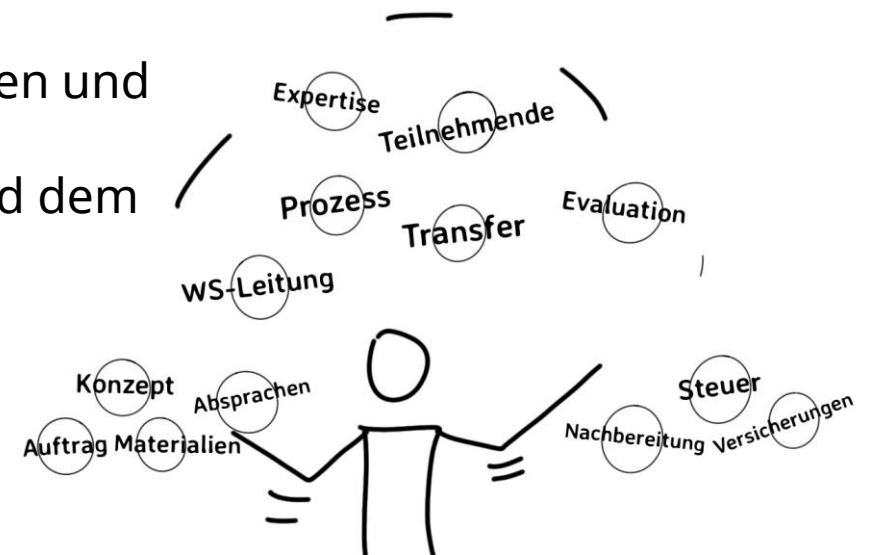 en und
d dem
Expertise
Teilnehmende
Prozess
Transfer
Evaluation
WS-Leitung
Konzept
Absprachen
Auftrag
Materialien
Steuer
Nachbereitung
Versicherungen